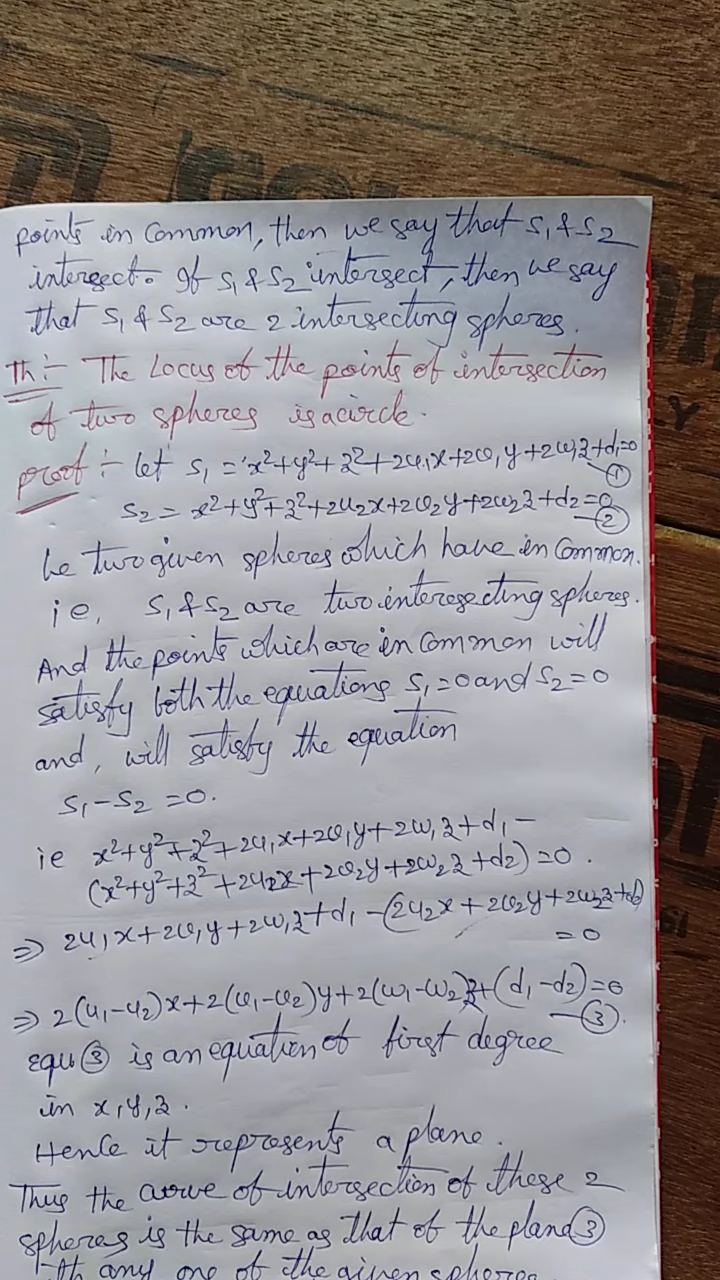 points in common, then we say that S₁ & S₂
intersect. If S₁ & S₂ intersect, then we say
that S₁ & S₂ are 2 intersecting spheres.
Th :- The Locus of the points of intersection
of two spheres is a circle.
proof :- let S₁ = x²+y²+z²+2u₁x+2v₁y+2w₁z+d₁=0 —①
S₂ = x²+y²+z²+2u₂x+2v₂y+2w₂z+d₂=0 —②
be two given spheres which have in common.
ie, S₁ & S₂ are two intersecting spheres.
And the points which are in common will
satisfy both the equations S₁=0 and S₂=0
and, will satisfy the equation
S₁-S₂ =0.
ie x²+y²+z²+2u₁x+2v₁y+2w₁z+d₁-
(x²+y²+z²+2u₂x+2v₂y+2w₂z+d₂)=0.
⇒ 2u₁x+2v₁y+2w₁z+d₁-(2u₂x+2v₂y+2w₂z+d₂)
=0
⇒ 2(u₁-u₂)x+2(v₁-v₂)y+2(w₁-w₂)z+(d₁-d₂)=0
—③.
equ③ is an equation of first degree
in x,y,z.
Hence it represents a plane.
Thus the curve of intersection of these 2
spheres is the same as that of the plane③
any one of the given spheres